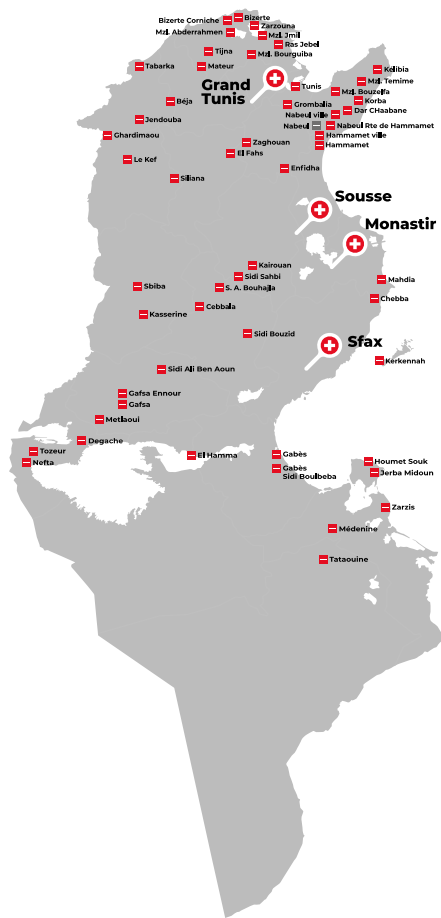 Bizerte Corniche
Bizerte
Zarzouna
Mzl. Abderrahmen
Mzl. Jmil
Ras Jebel
Tijna
Mzl. Bourguiba
Tabarka
Mateur
Kelibia
Grand
Tunis
Tunis
Mzl. Temime
Mzl. Bouzelfa
Béja
Grombalia
Korba
Nabeul ville
Dar CHaabane
Jendouba
Nabeul
Nabeul Rte de Hammamet
Ghardimaou
Hammamet ville
Zaghouan
Hammamet
El Fahs
Le Kef
Enfidha
Siliana
Sousse
Monastir
Kairouan
Sidi Sahbi
Mahdia
Sbiba
S. A. Bouhajla
Chebba
Cebbala
Kasserine
Sidi Bouzid
Sfax
Kerkennah
Sidi Ali Ben Aoun
Gafsa Ennour
Gafsa
Metlaoui
Degache
Tozeur
El Hamma
Gabès
Nefta
Houmet Souk
Gabès
Sidi Boulbeba
Jerba Midoun
Zarzis
Médenine
Tataouine